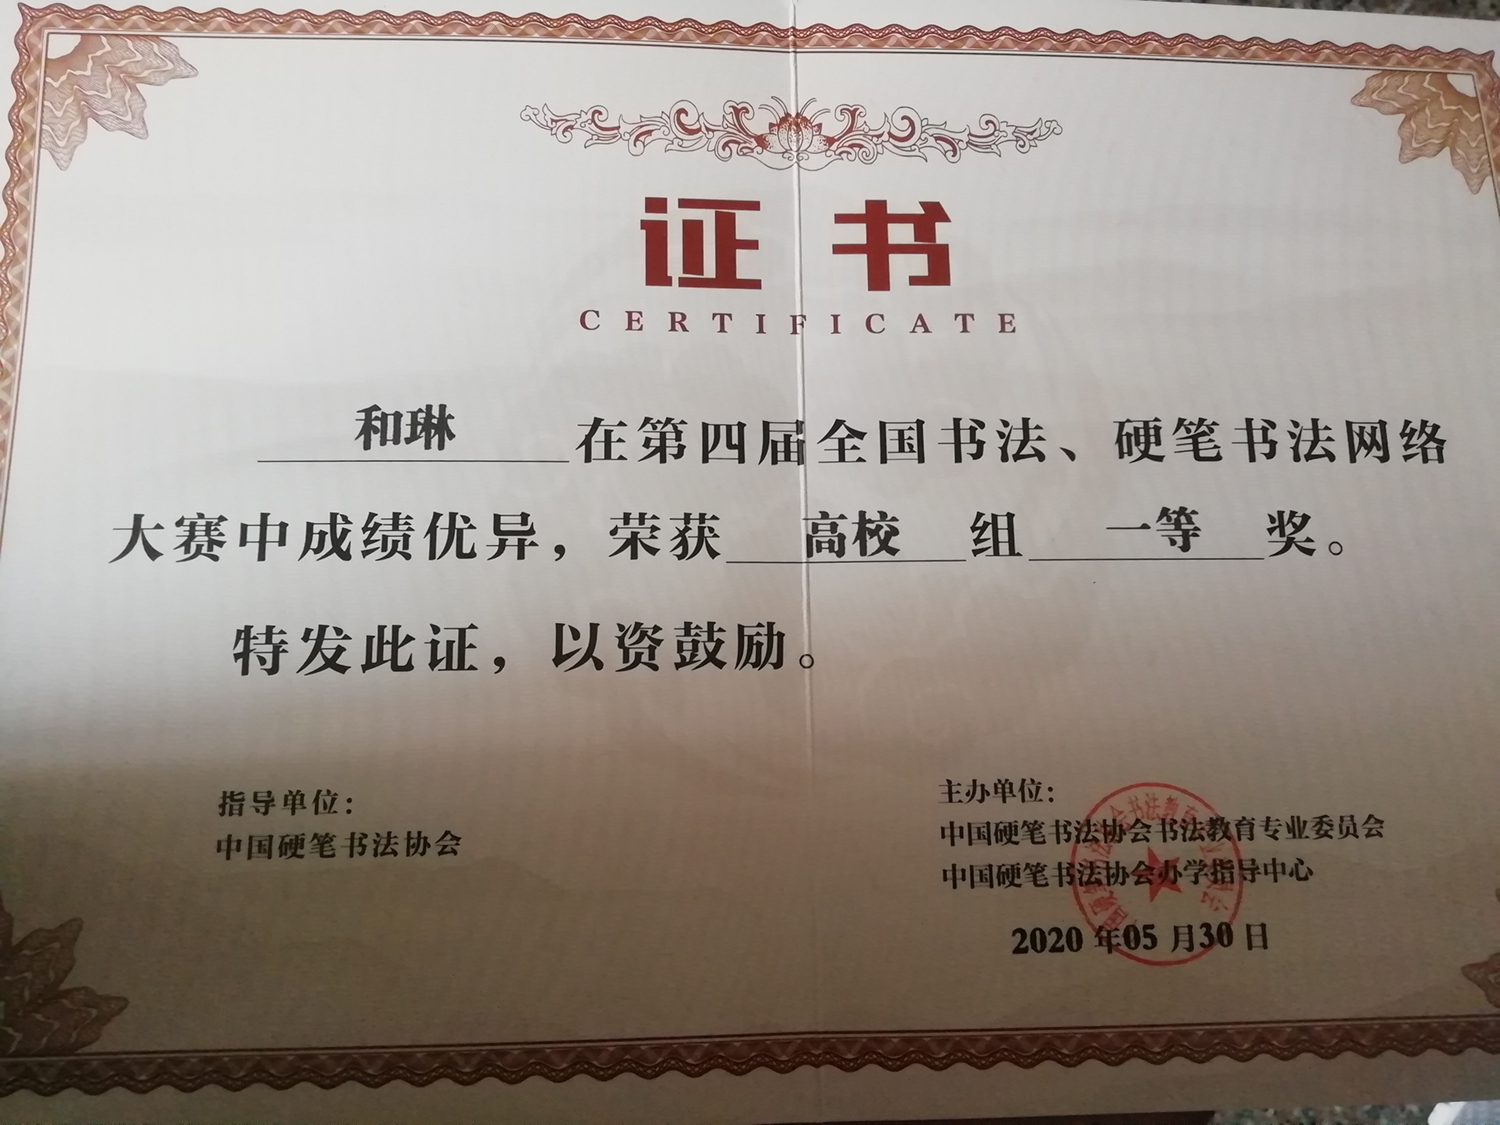 证书
CERTIFICATE
和琳 在第四届全国书法、硬笔书法网络
大赛中成绩优异，荣获 高校 组 一等 奖。
特发此证，以资鼓励。
指导单位：
中国硬笔书法协会
主办单位：
中国硬笔书法协会书法教育专业委员会
中国硬笔书法协会办学指导中心
2020 年05 月30 日